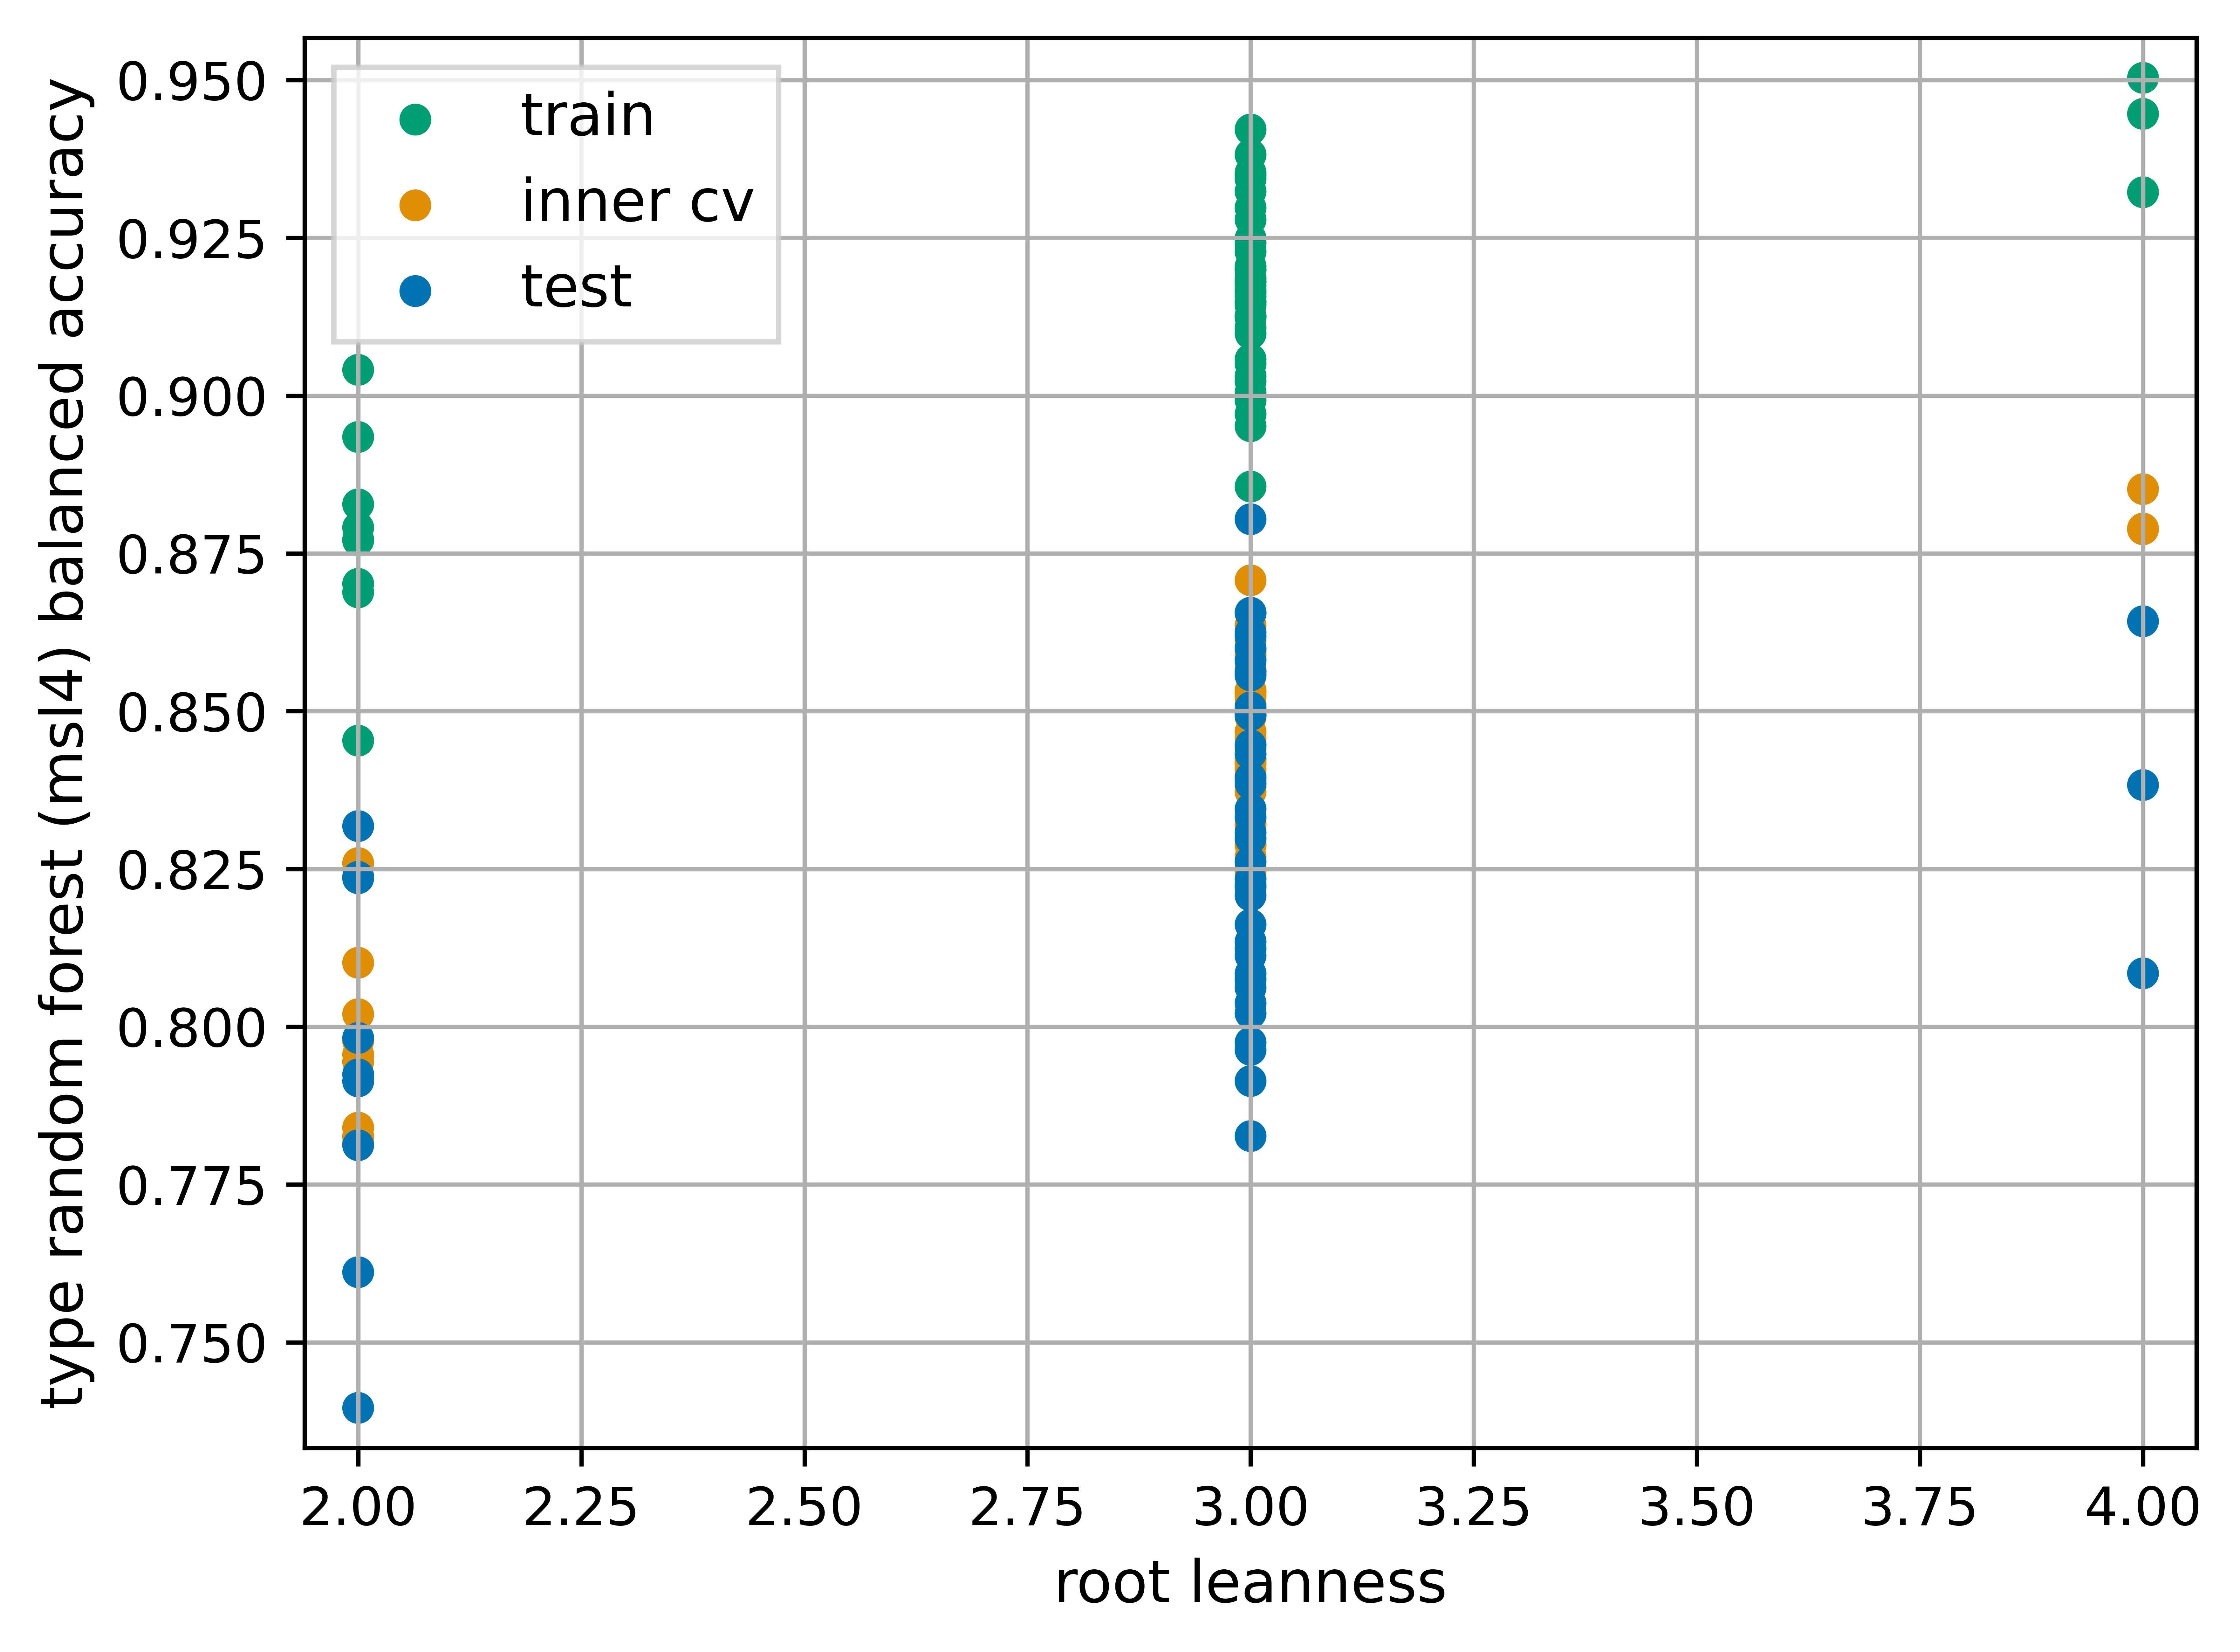 type random forest (msl4) balanced accuracy
0.950
0.925
0.900
0.875
0.850
0.825
0.800
0.775
0.750
train
inner cv
test
2.00 2.25 2.50 2.75 3.00 3.25 3.50 3.75 4.00
root leanness